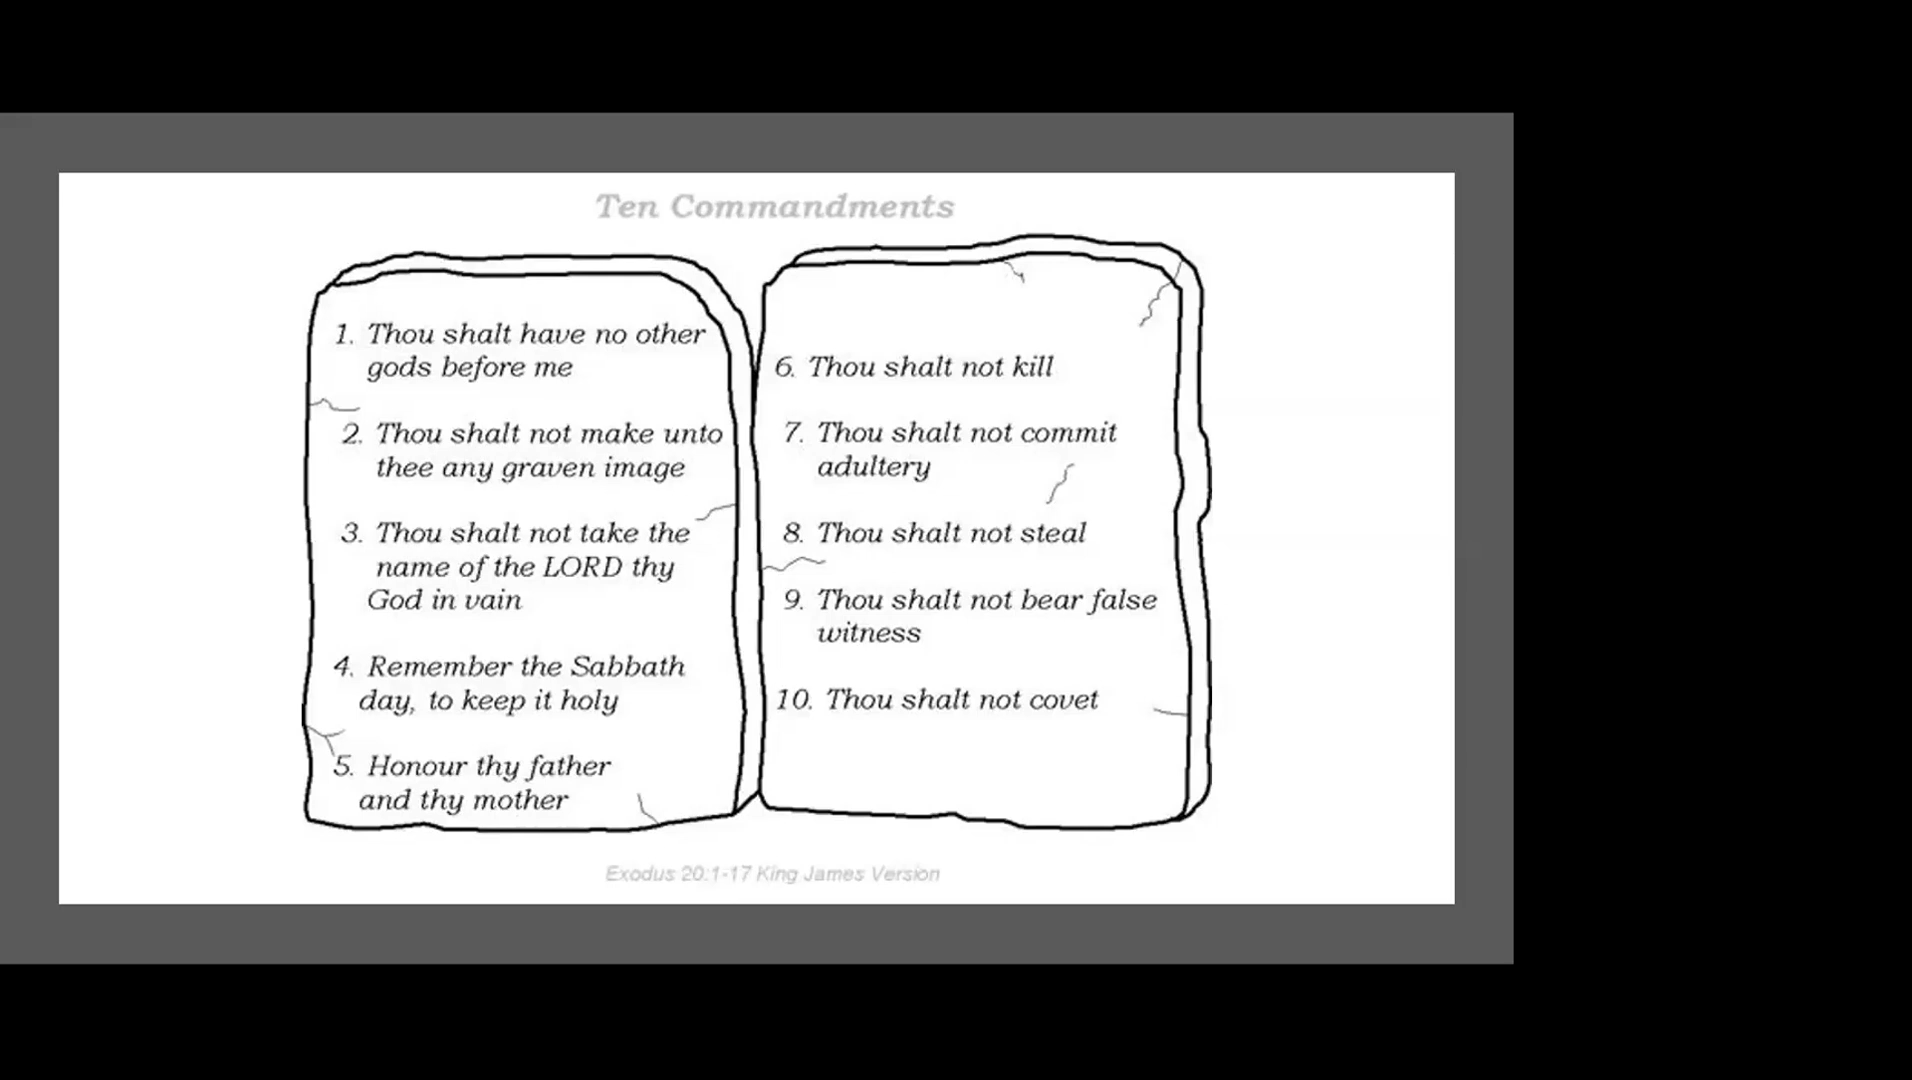 Ten Commandments
1. Thou shalt have no other
gods before me
2. Thou shalt not make unto
thee any graven image
3. Thou shalt not take the
name of the LORD thy
God in vain
4. Remember the Sabbath
day, to keep it holy
5. Honour thy father
and thy mother
6. Thou shalt not kill
7. Thou shalt not commit
adultery
8. Thou shalt not steal
9. Thou shalt not bear false
witness
10. Thou shalt not covet
Exodus 20:1-17 King James Version